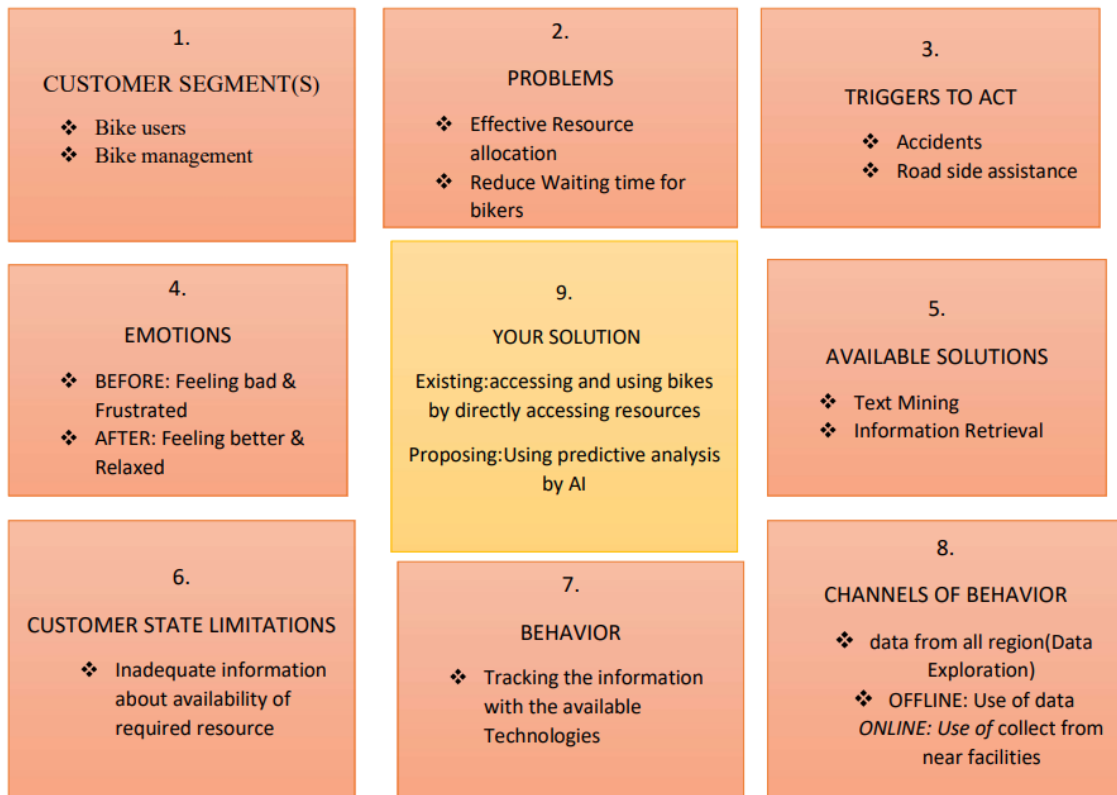 1.
CUSTOMER SEGMENT(S)
❖ Bike users
❖ Bike management
2.
PROBLEMS
❖ Effective Resource
allocation
❖ Reduce Waiting time for
bikers
3.
TRIGGERS TO ACT
❖ Accidents
❖ Road side assistance
4.
EMOTIONS
❖ BEFORE: Feeling bad &
Frustrated
❖ AFTER: Feeling better &
Relaxed
9.
YOUR SOLUTION
Existing:accessing and using bikes
by directly accessing resources
Proposing:Using predictive analysis
by AI
5.
AVAILABLE SOLUTIONS
❖ Text Mining
❖ Information Retrieval
6.
CUSTOMER STATE LIMITATIONS
❖ Inadequate information
about availability of
required resource
7.
BEHAVIOR
❖ Tracking the information
with the available
Technologies
8.
CHANNELS OF BEHAVIOR
❖ data from all region(Data
Exploration)
❖ OFFLINE: Use of data
ONLINE: Use of collect from
near facilities